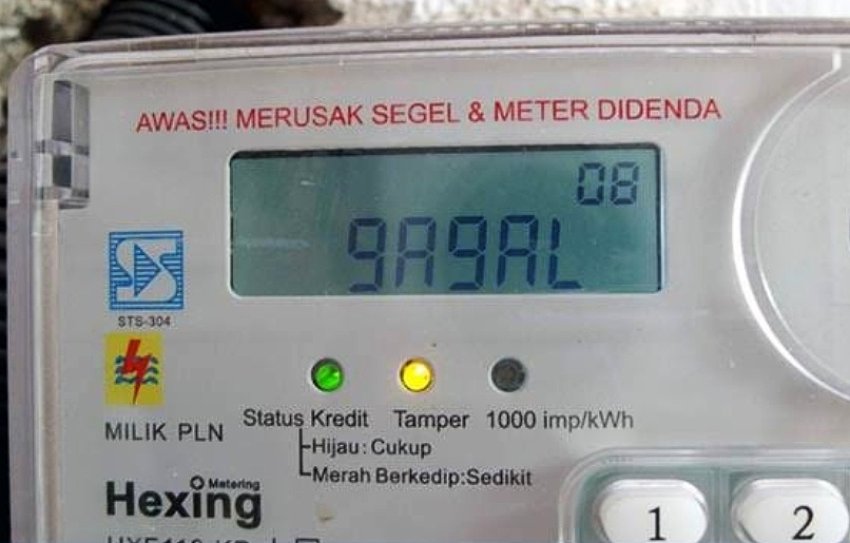 AWAS!!! MERUSAK SEGEL & METER DIDENDA
08
gAgAL
STS-304
MILIK PLN
Status Kredit Tamper 1000 imp/kWh
Hijau: Cukup
Merah Berkedip:Sedikit
Metering
Hexing
1 2